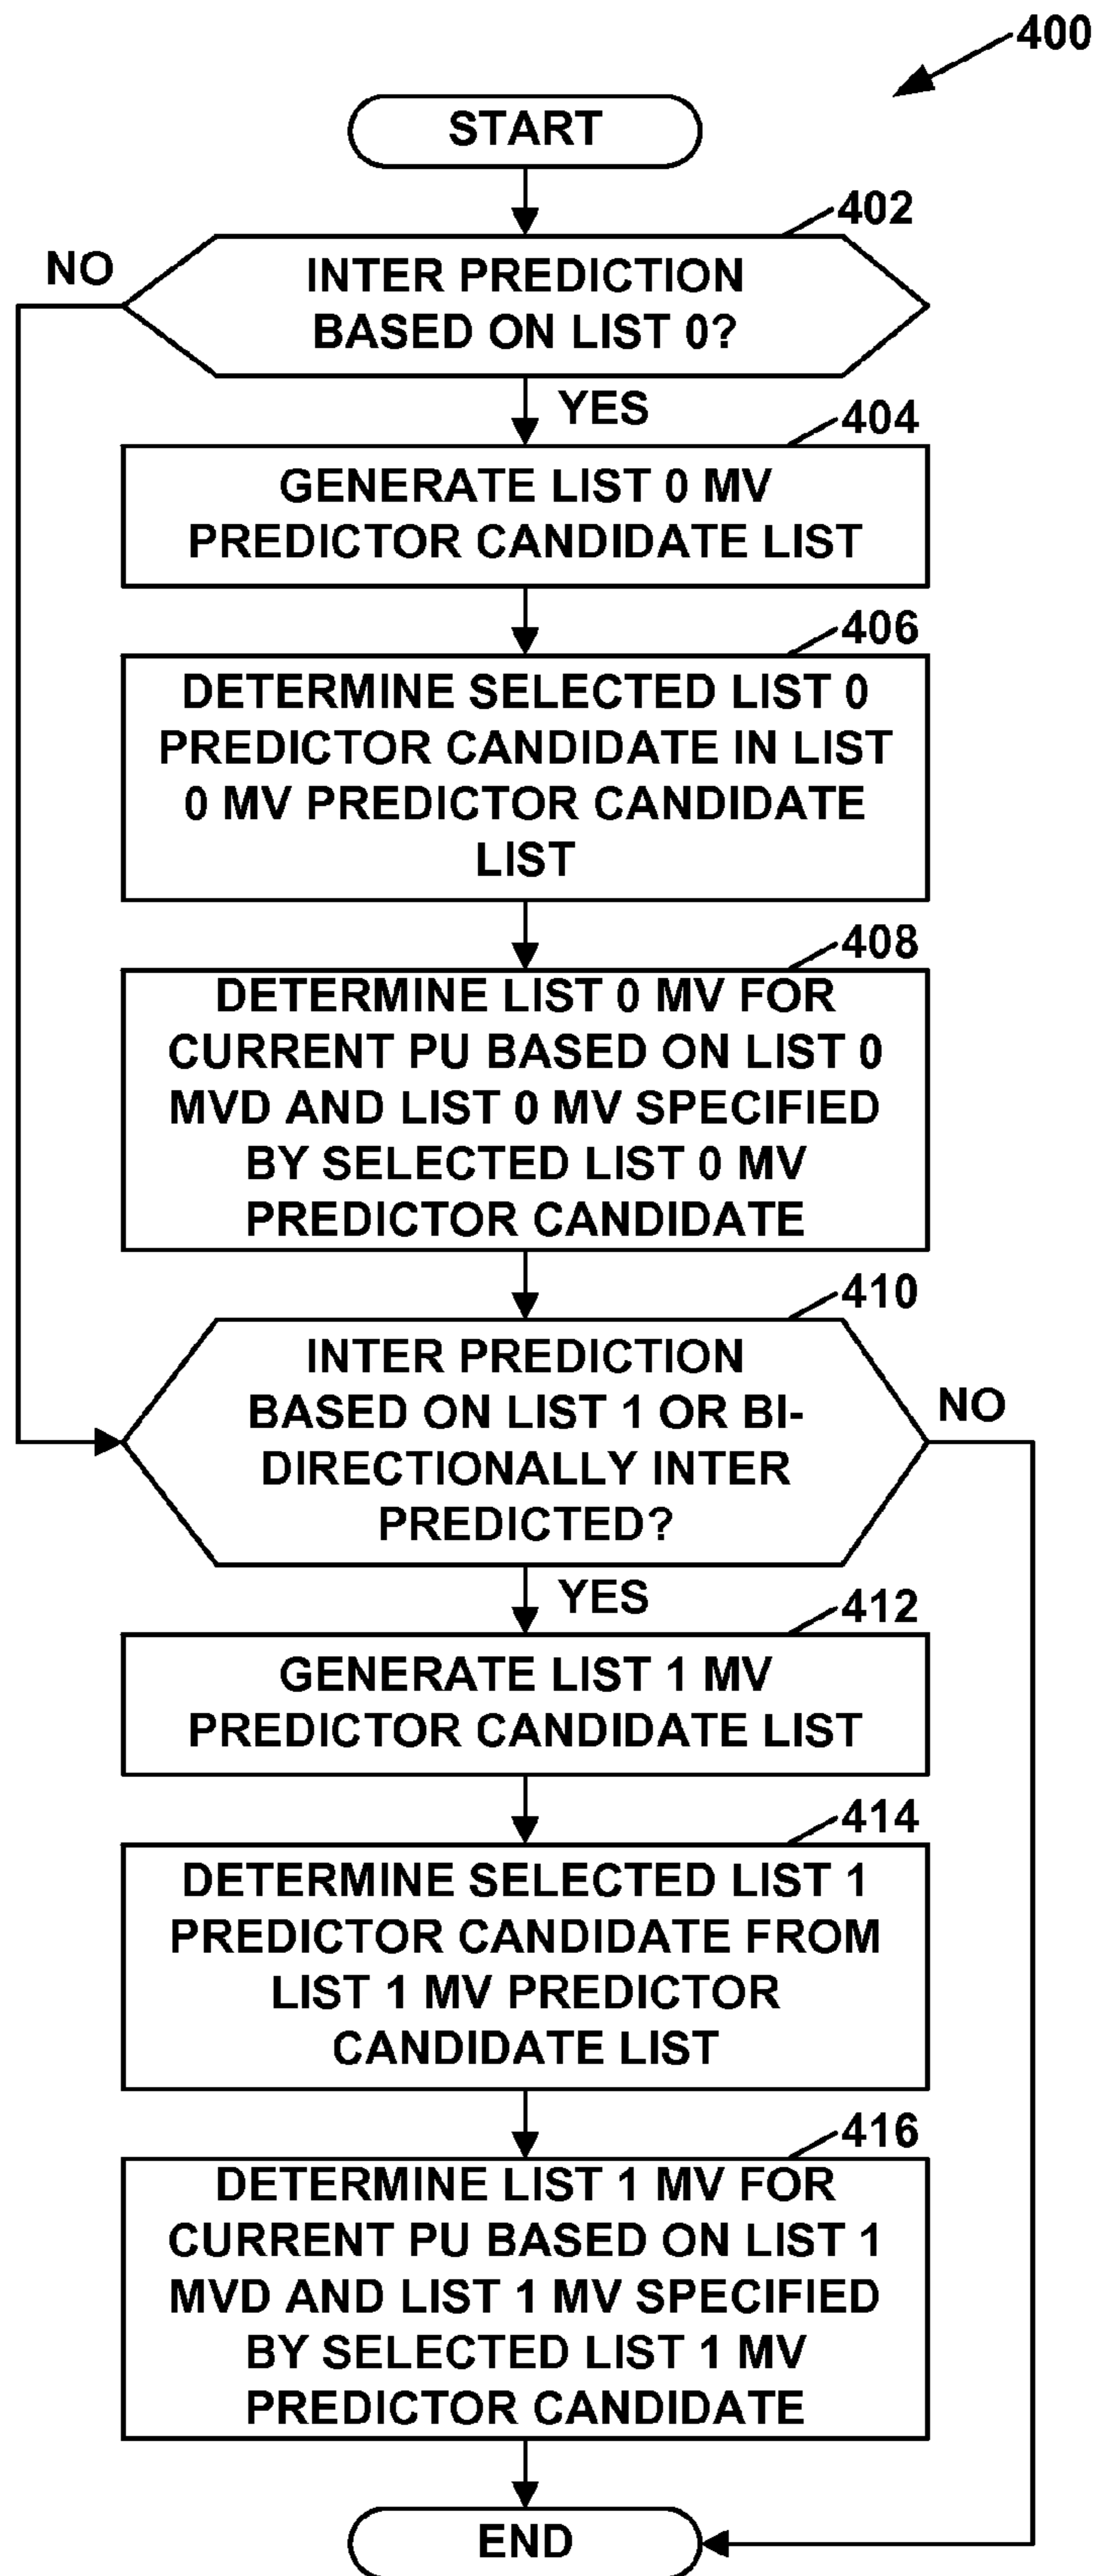 400
START
402
NO
INTER PREDICTION
BASED ON LIST 0?
YES
404
GENERATE LIST 0 MV
PREDICTOR CANDIDATE LIST
406
DETERMINE SELECTED LIST 0
PREDICTOR CANDIDATE IN LIST
0 MV PREDICTOR CANDIDATE
LIST
408
DETERMINE LIST 0 MV FOR
CURRENT PU BASED ON LIST 0
MVD AND LIST 0 MV SPECIFIED
BY SELECTED LIST 0 MV
PREDICTOR CANDIDATE
410
INTER PREDICTION
BASED ON LIST 1 OR BI-
DIRECTIONALLY INTER
PREDICTED?
NO
YES
412
GENERATE LIST 1 MV
PREDICTOR CANDIDATE LIST
414
DETERMINE SELECTED LIST 1
PREDICTOR CANDIDATE FROM
LIST 1 MV PREDICTOR
CANDIDATE LIST
416
DETERMINE LIST 1 MV FOR
CURRENT PU BASED ON LIST 1
MVD AND LIST 1 MV SPECIFIED
BY SELECTED LIST 1 MV
PREDICTOR CANDIDATE
END